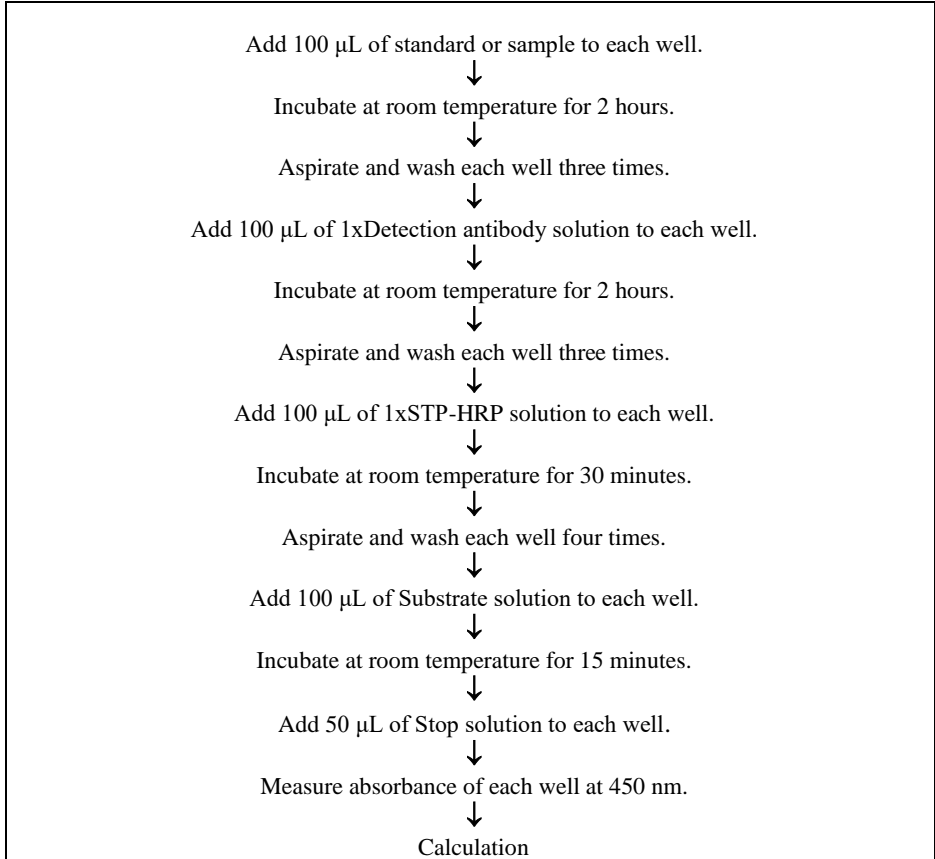 Add 100 μL of standard or sample to each well.
Incubate at room temperature for 2 hours.
Aspirate and wash each well three times.
Add 100 μL of 1xDetection antibody solution to each well.
Incubate at room temperature for 2 hours.
Aspirate and wash each well three times.
Add 100 μL of 1xSTP-HRP solution to each well.
Incubate at room temperature for 30 minutes.
Aspirate and wash each well four times.
Add 100 μL of Substrate solution to each well.
Incubate at room temperature for 15 minutes.
Add 50 μL of Stop solution to each well.
Measure absorbance of each well at 450 nm.
Calculation